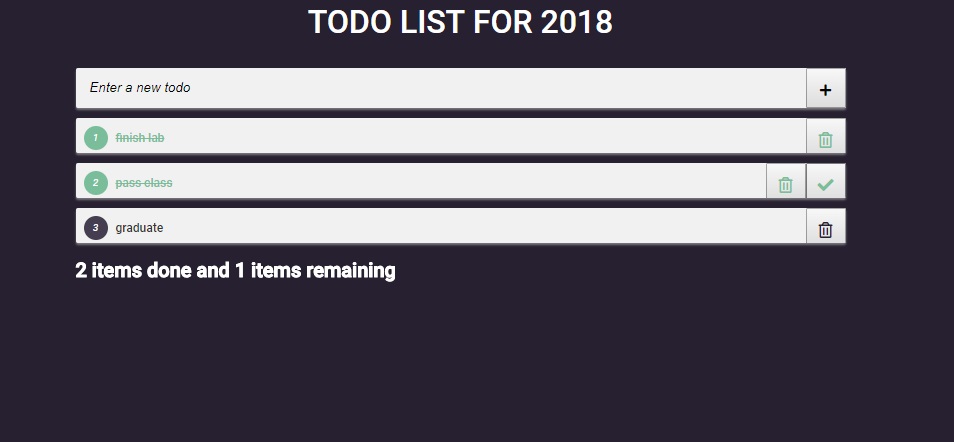 TODO LIST FOR 2018
Enter a new todo
+
1 finish lab
2 pass class
3 graduate
2 items done and 1 items remaining